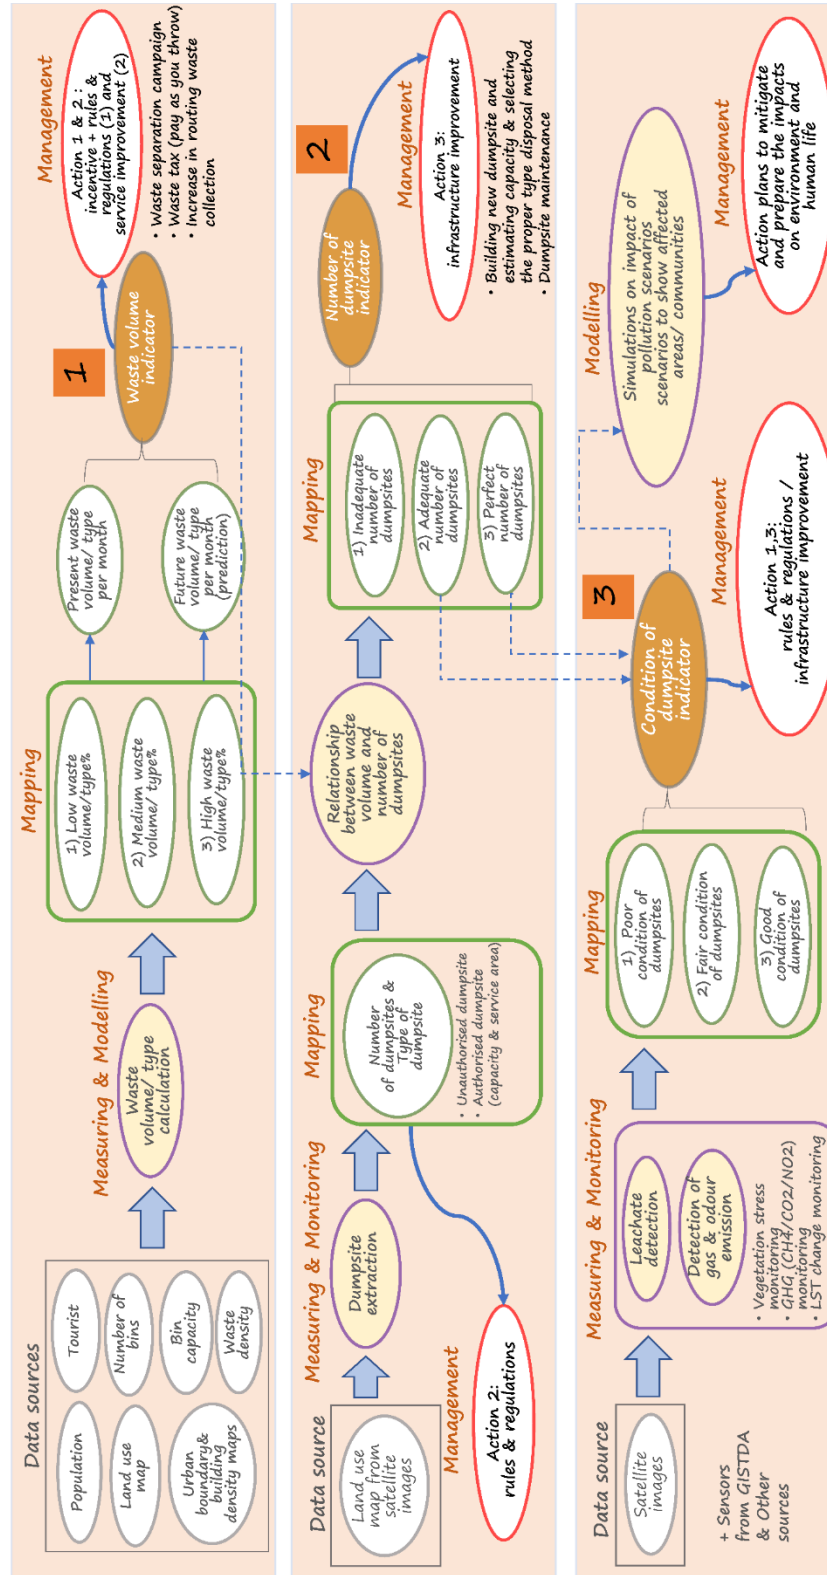 Data sources
Population
Tourist
Land use
map
Number of
bins
Urban
boundary&
building
density maps
Bin
capacity
Waste
density
Measuring & Modelling
Waste
volume/ type
calculation
Mapping
1) Low waste
volume/type%
2) Medium waste
volume/ type%
3) High waste
volume/type%
Present waste
volume/ type
per month
Future waste
volume/ type
per month
(prediction)
1
Waste volume
indicator
Management
Action 1 & 2 :
incentive + rules &
regulations (1) and
service improvement (2)
• Waste separation campaign
• Waste tax (pay as you throw)
• Increase in routing waste
collection
Data source
Land use
map from
satellite
images
Measuring & Monitoring
Dumpsite
extraction
Mapping
Number
of dumpsites &
Type of
dumpsite
• Unauthorised dumpsite
• Authorised dumpsite
(capacity & service area)
Management
Action 2:
rules & regulations
Relationship
between waste
volume and
number of
dumpsites
Mapping
1) Inadequate
number of
dumpsites
2) Adequate
number of
dumpsites
3) Perfect
number of
dumpsites
2
Number of
dumpsite
indicator
Management
Action 3:
infrastructure improvement
• Building new dumpsite and
estimating capacity & selecting
the proper type disposal method
• Dumpsite maintenance
Data source
Satellite
images
+ Sensors
from GISTDA
& Other
sources
Measuring & Monitoring
Leachate
detection
Detection of
gas & odour
emission
• Vegetation stress
monitoring
• GHG (CH4/CO2/NO2)
monitoring
• LST change monitoring
Mapping
1) Poor
condition of
dumpsites
2) Fair condition
of dumpsites
3) Good
condition of
dumpsites
3
Condition of
dumpsite
indicator
Management
Action 1,3:
rules & regulations /
infrastructure improvement
Modelling
Simulations on impact of
pollution scenarios
scenarios to show affected
areas/ communities
Management
Action plans to mitigate
and prepare the impacts
on environment and
human life